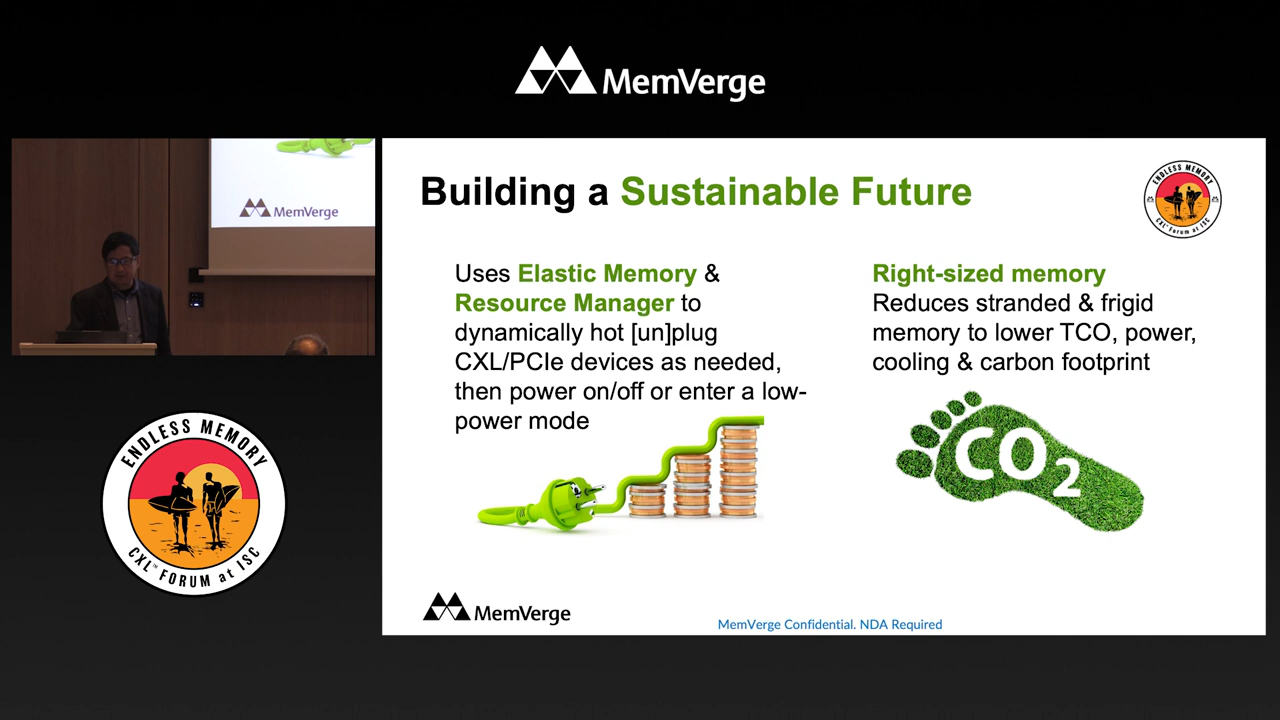 MemVerge
MemVerge
Building a Sustainable Future
ENDLESS MEMORY
CXL™ FORUM at ISC
Uses Elastic Memory &
Resource Manager to
dynamically hot [un]plug
CXL/PCIe devices as needed,
then power on/off or enter a low-
power mode
Right-sized memory
Reduces stranded & frigid
memory to lower TCO, power,
cooling & carbon footprint
CO2
ENDLESS MEMORY
CXL™ FORUM at ISC
MemVerge
MemVerge Confidential. NDA Required